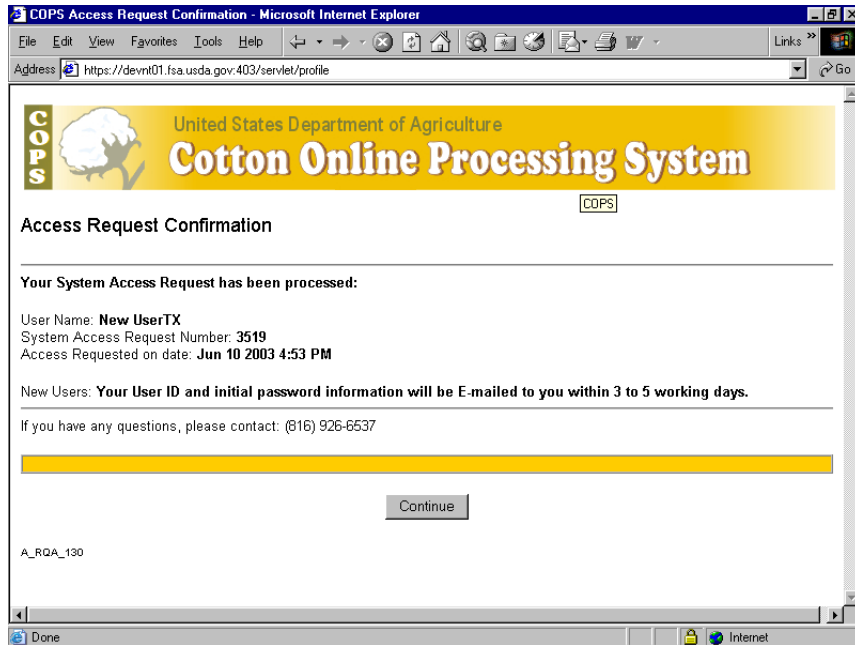 COPS Access Request Confirmation - Microsoft Internet Explorer
File Edit View Favorites Tools Help
Links »
Address https://devnt01.fsa.usda.gov:403/servlet/profile
Go
COPS
United States Department of Agriculture
Cotton Online Processing System
COPS
Access Request Confirmation
Your System Access Request has been processed:
User Name: New UserTX
System Access Request Number: 3519
Access Requested on date: Jun 10 2003 4:53 PM
New Users: Your User ID and initial password information will be E-mailed to you within 3 to 5 working days.
If you have any questions, please contact: (816) 926-6537
Continue
A_RQA_130
Done
Internet